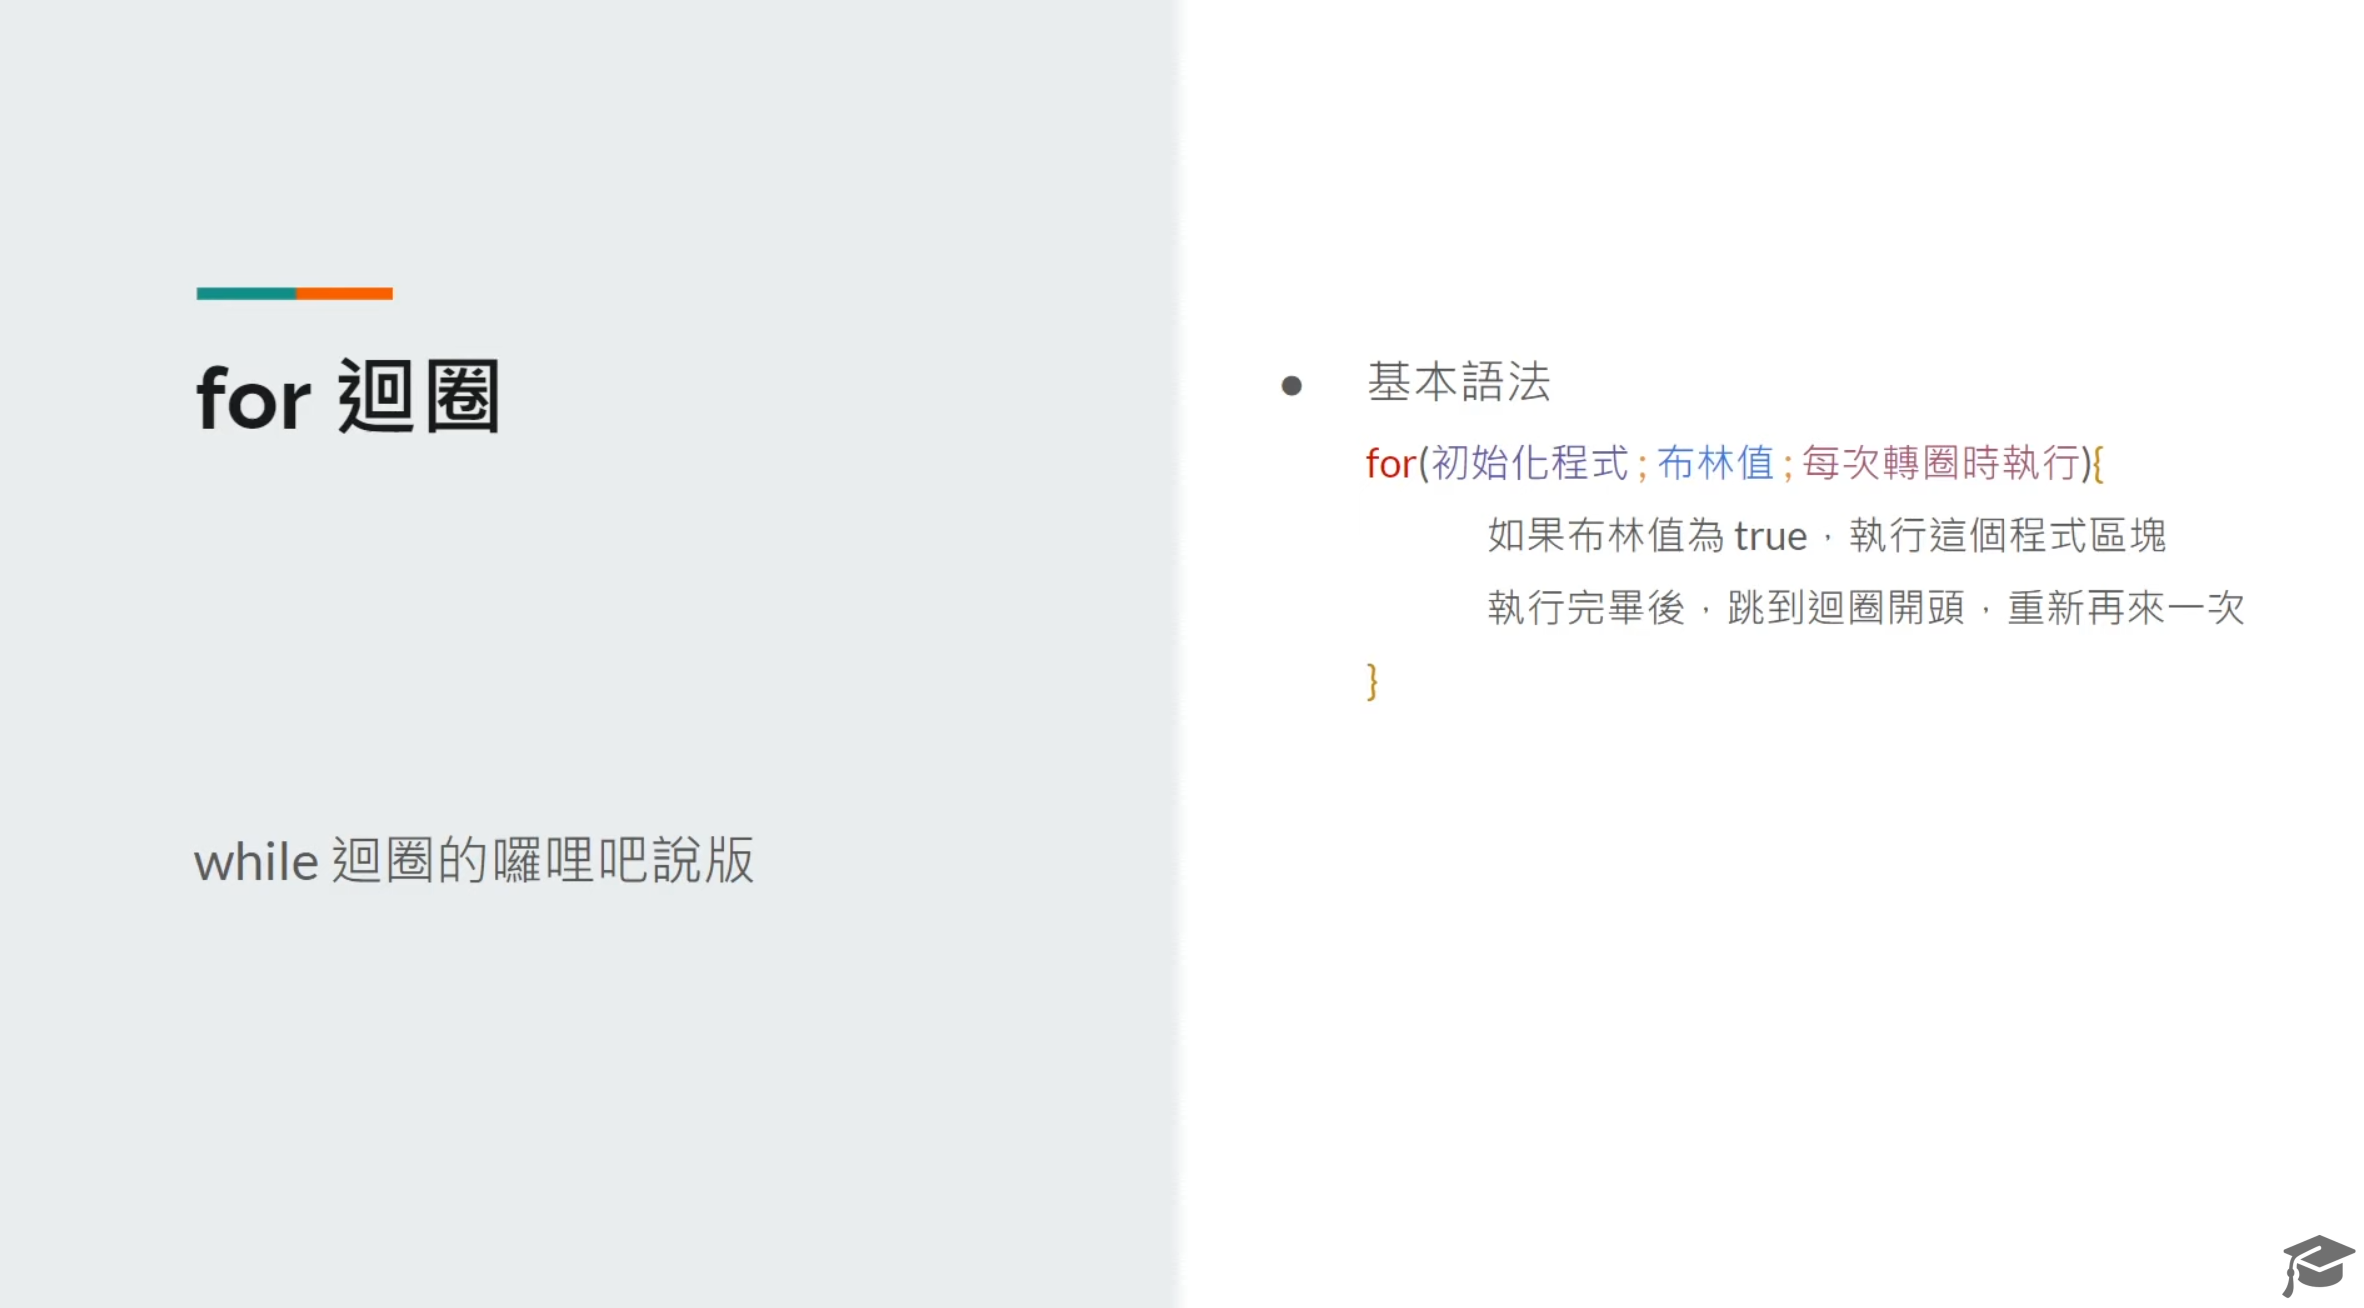 for 迴圈
while 迴圈的囉哩吧說版
● 基本語法
for(初始化程式 ; 布林值 ; 每次轉圈時執行){
如果布林值為 true，執行這個程式區塊
執行完畢後，跳到迴圈開頭，重新再來一次
}